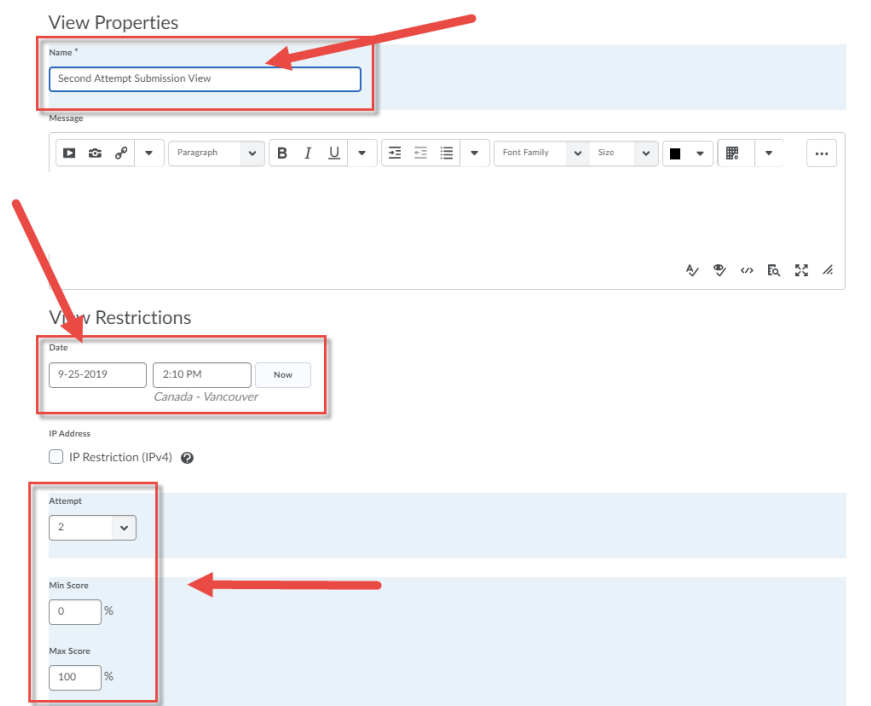 View Properties
Name *
Second Attempt Submission View
Message
Paragraph B I U Font Family Size ...
View Restrictions
Date
9-25-2019 2:10 PM Now
Canada - Vancouver
IP Address
IP Restriction (IPv4) ?
Attempt
2
Min Score
0 %
Max Score
100 %